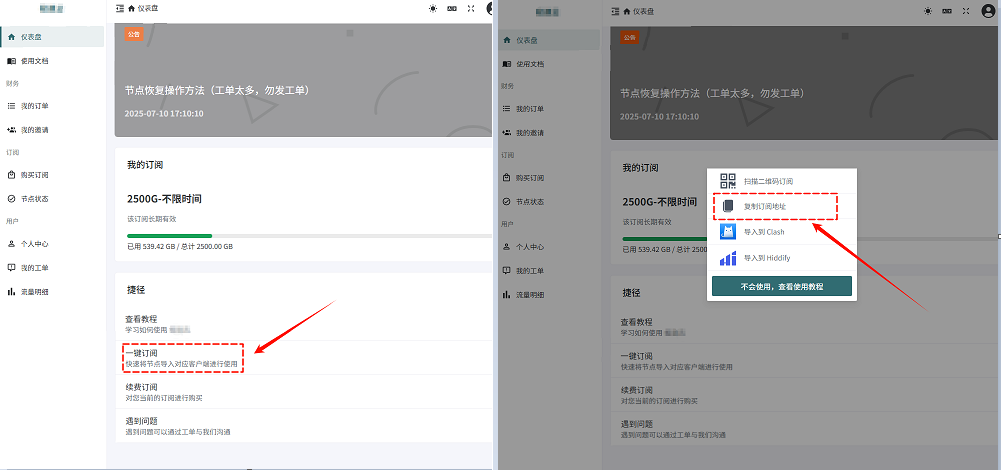 仪表盘
仪表盘
使用文档
财务
我的订单
我的邀请
订阅
购买订阅
节点状态
用户
个人中心
我的工单
流量明细
公告
节点恢复操作方法（工单太多，勿发工单）
2025-07-10 17:10:10
我的订阅
2500G-不限时间
该订阅长期有效
已用 539.42 GB / 总计 2500.00 GB
捷径
查看教程
学习如何使用
一键订阅
快速将节点导入对应客户端进行使用
续费订阅
对您当前的订阅进行购买
遇到问题
遇到问题可以通过工单与我们沟通
仪表盘
仪表盘
使用文档
财务
我的订单
我的邀请
订阅
购买订阅
节点状态
用户
个人中心
我的工单
流量明细
公告
节点恢复操作方法（工单太多，勿发工单）
2025-07-10 17:10:10
我的订阅
2500G-不限时间
该订阅长期有效
已用 539.42 GB / 总计
扫描二维码订阅
复制订阅地址
导入到 Clash
导入到 Hiddify
不会使用，查看使用教程
捷径
查看教程
学习如何使用
一键订阅
快速将节点导入对应客户端进行使用
续费订阅
对您当前的订阅进行购买
遇到问题
遇到问题可以通过工单与我们沟通